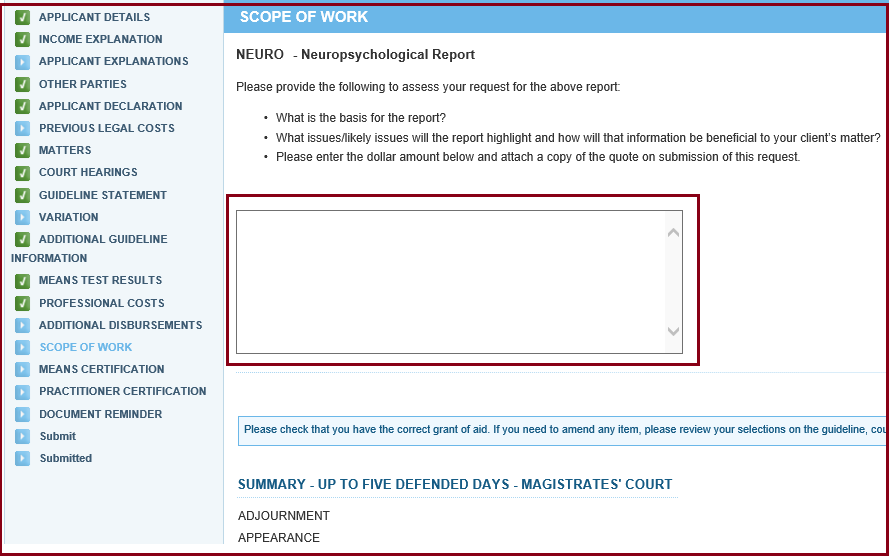 APPLICANT DETAILS
INCOME EXPLANATION
APPLICANT EXPLANATIONS
OTHER PARTIES
APPLICANT DECLARATION
PREVIOUS LEGAL COSTS
MATTERS
COURT HEARINGS
GUIDELINE STATEMENT
VARIATION
ADDITIONAL GUIDELINE
INFORMATION
MEANS TEST RESULTS
PROFESSIONAL COSTS
ADDITIONAL DISBURSEMENTS
SCOPE OF WORK
MEANS CERTIFICATION
PRACTITIONER CERTIFICATION
DOCUMENT REMINDER
Submit
Submitted
SCOPE OF WORK
NEURO - Neuropsychological Report
Please provide the following to assess your request for the above report:
• What is the basis for the report?
• What issues/likely issues will the report highlight and how will that information be beneficial to your client's matter?
• Please enter the dollar amount below and attach a copy of the quote on submission of this request.
Please check that you have the correct grant of aid. If you need to amend any item, please review your selections on the guideline, cou
SUMMARY - UP TO FIVE DEFENDED DAYS - MAGISTRATES' COURT
ADJOURNMENT
APPEARANCE